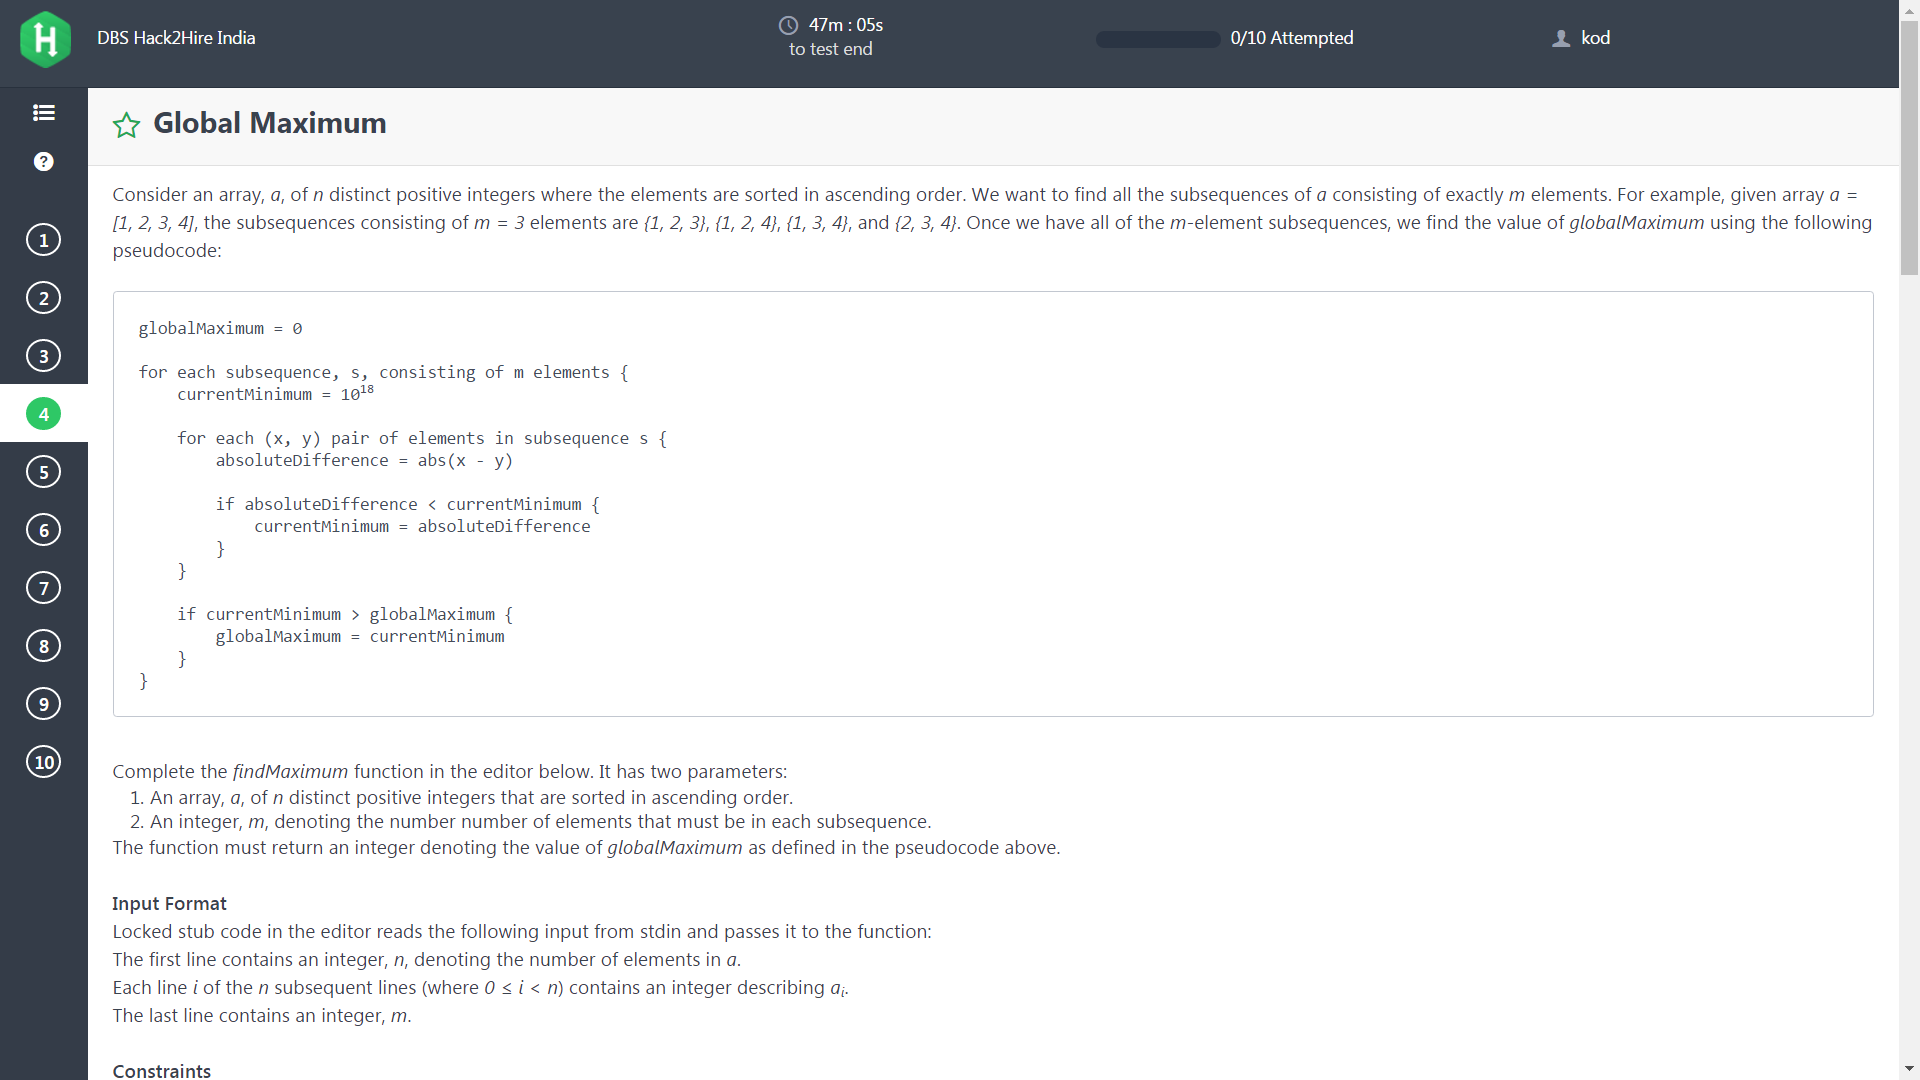 DBS Hack2Hire India
47m : 05s
to test end
0/10 Attempted
kod
Global Maximum
Consider an array, a, of n distinct positive integers where the elements are sorted in ascending order. We want to find all the subsequences of a consisting of exactly m elements. For example, given array a =
[1, 2, 3, 4], the subsequences consisting of m = 3 elements are {1, 2, 3}, {1, 2, 4}, {1, 3, 4}, and {2, 3, 4}. Once we have all of the m-element subsequences, we find the value of globalMaximum using the following
pseudocode:
globalMaximum = 0
for each subsequence, s, consisting of m elements {
currentMinimum = 10¹⁸
for each (x, y) pair of elements in subsequence s {
absoluteDifference = abs(x - y)
if absoluteDifference < currentMinimum {
currentMinimum = absoluteDifference
}
}
if currentMinimum > globalMaximum {
globalMaximum = currentMinimum
}
}
Complete the findMaximum function in the editor below. It has two parameters:
1. An array, a, of n distinct positive integers that are sorted in ascending order.
2. An integer, m, denoting the number number of elements that must be in each subsequence.
The function must return an integer denoting the value of globalMaximum as defined in the pseudocode above.
Input Format
Locked stub code in the editor reads the following input from stdin and passes it to the function:
The first line contains an integer, n, denoting the number of elements in a.
Each line i of the n subsequent lines (where 0 ≤ i < n) contains an integer describing aᵢ.
The last line contains an integer, m.
Constraints
?
1
2
3
4
5
6
7
8
9
10